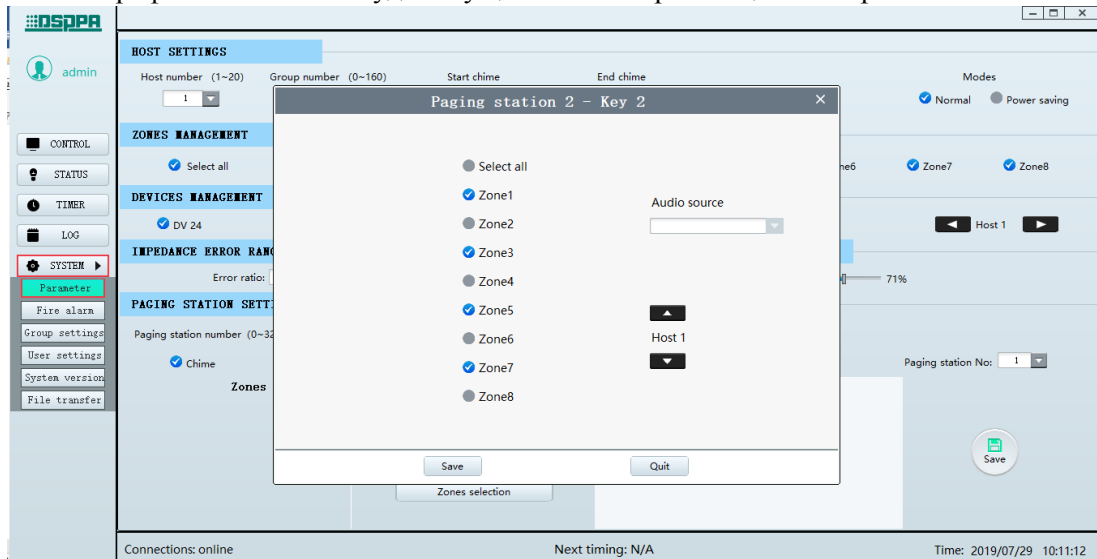 DSPPA
admin
CONTROL
STATUS
TIMER
LOG
SYSTEM
Parameter
Fire alarm
Group settings
User settings
System version
File transfer
HOST SETTINGS
Host number (1~20) Group number (0~160) Start chime End chime Modes
1 Normal Power saving
ZONES MANAGEMENT
Select all Zone7 Zone8
DEVICES MANAGEMENT
DV 24 Host 1
IMPEDANCE ERROR
Error ratio: 71%
PAGING STATION
Paging station number
Chime Paging station No: 1
Zones
Save
Zones selection
Paging station 2 - Key 2
Select all
Zone1
Zone2
Zone3
Zone4
Zone5
Zone6
Zone7
Zone8
Audio source
Host 1
Save Quit
Connections: online Next timing: N/A Time: 2019/07/29 10:11:12